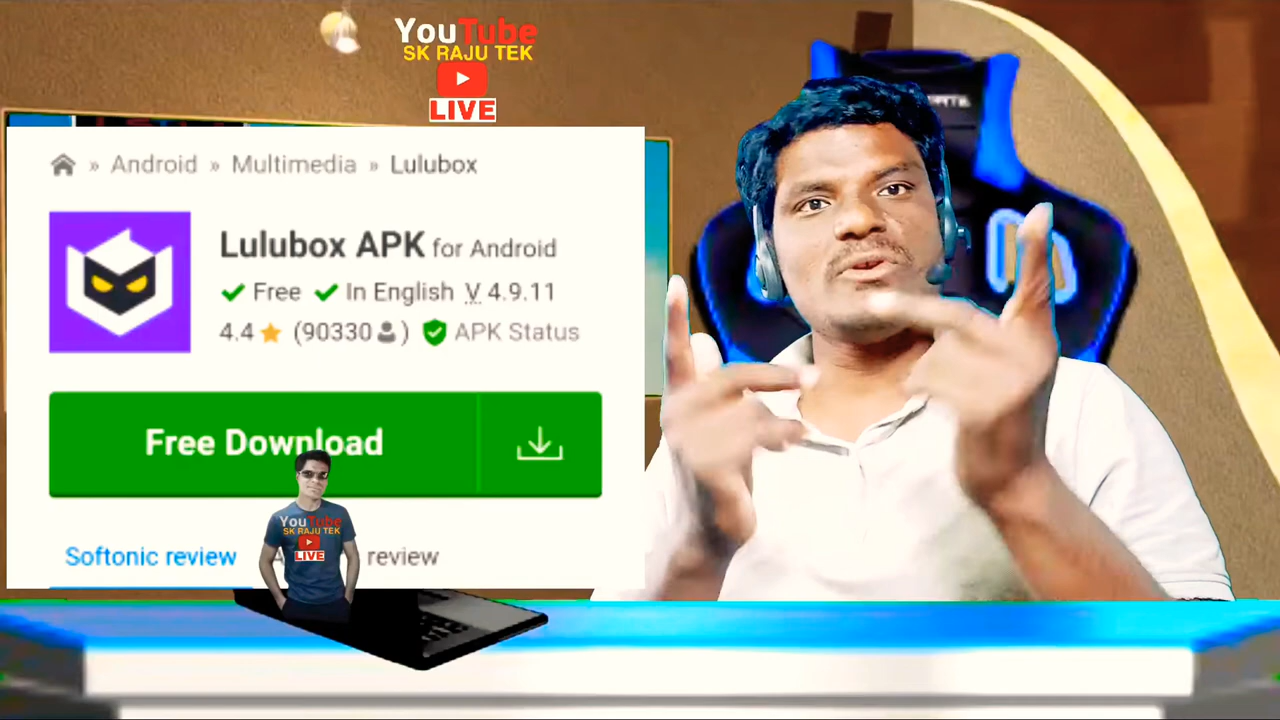 YouTube
SK RAJU TEK
LIVE
» Android » Multimedia » Lulubox
Lulubox APK for Android
Free In English V 4.9.11
4.4 (90330) APK Status
Free Download
Softonic review
review
YouTube
SK RAJU TEK
LIVE